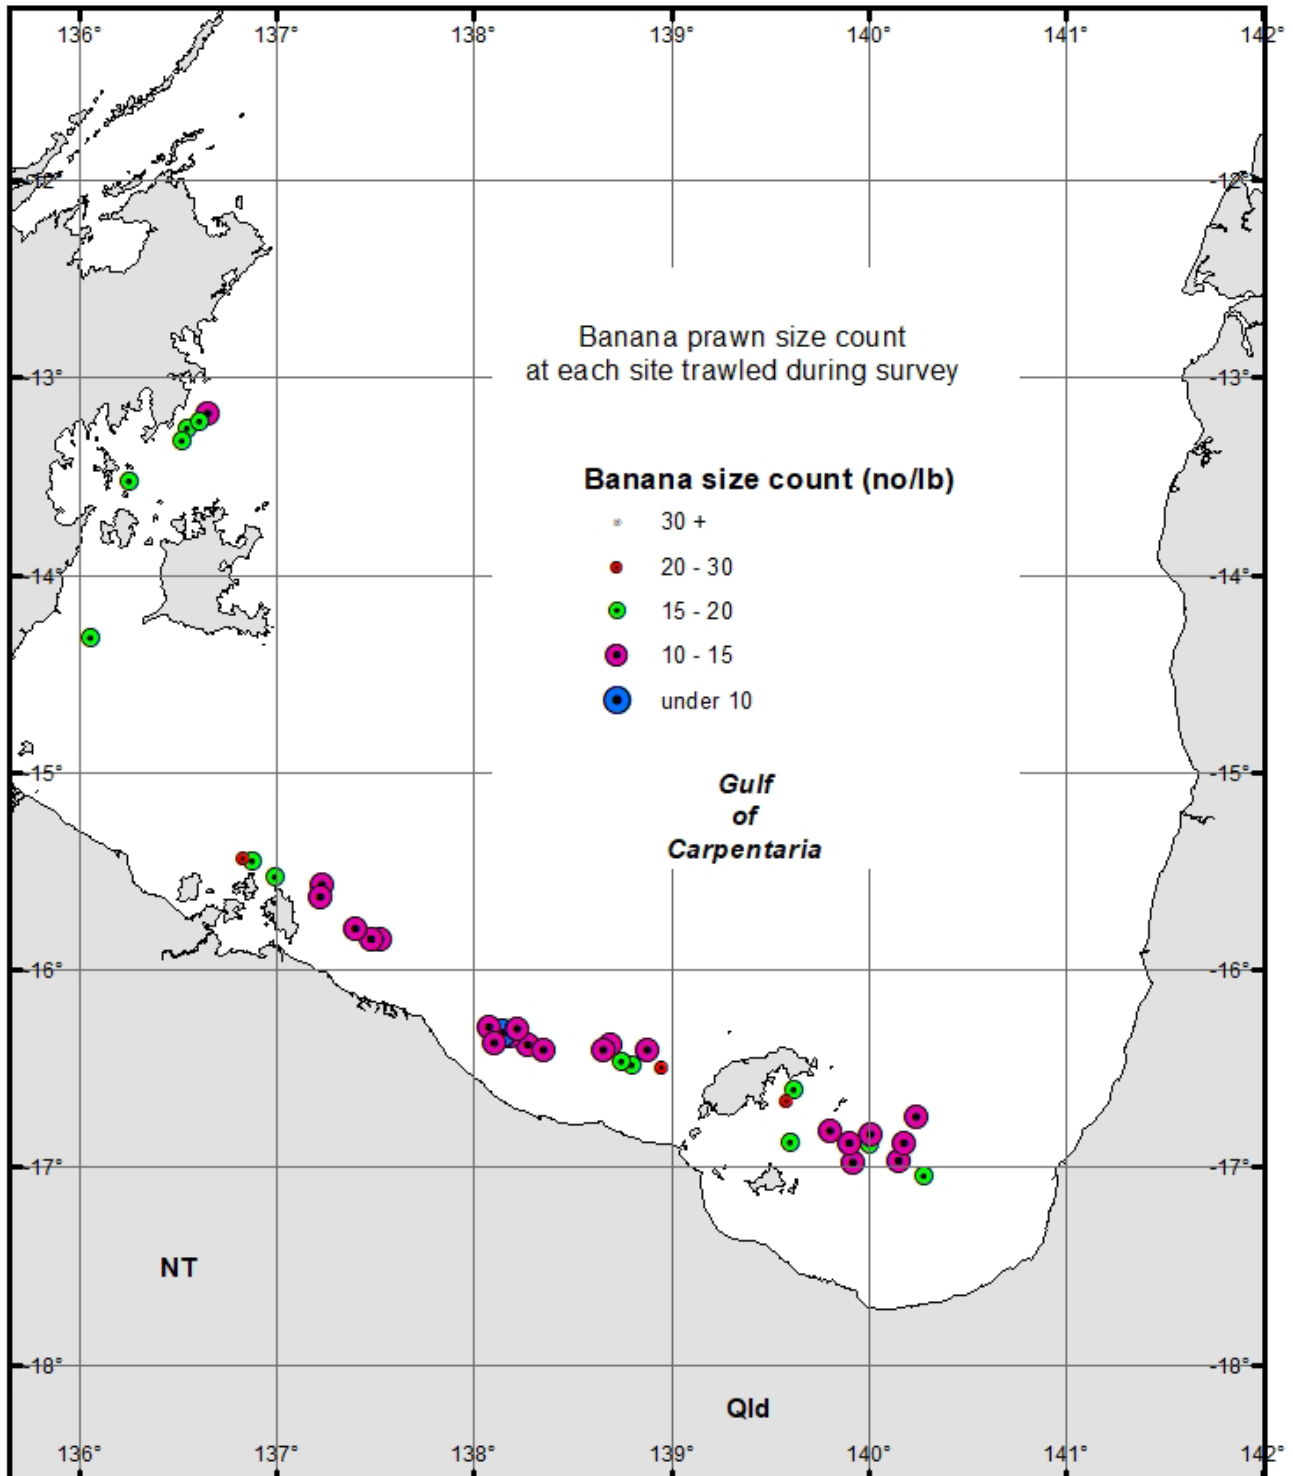 136° 137° 138° 139° 140° 141° 142°
-12° -12°
Banana prawn size count
at each site trawled during survey
-13° -13°
Banana size count (no/lb)
30 +
20 - 30
15 - 20
10 - 15
under 10
-14° -14°
-15° -15°
Gulf
of
Carpentaria
-16° -16°
-17° -17°
NT
-18° -18°
Qld
136° 137° 138° 139° 140° 141° 142°